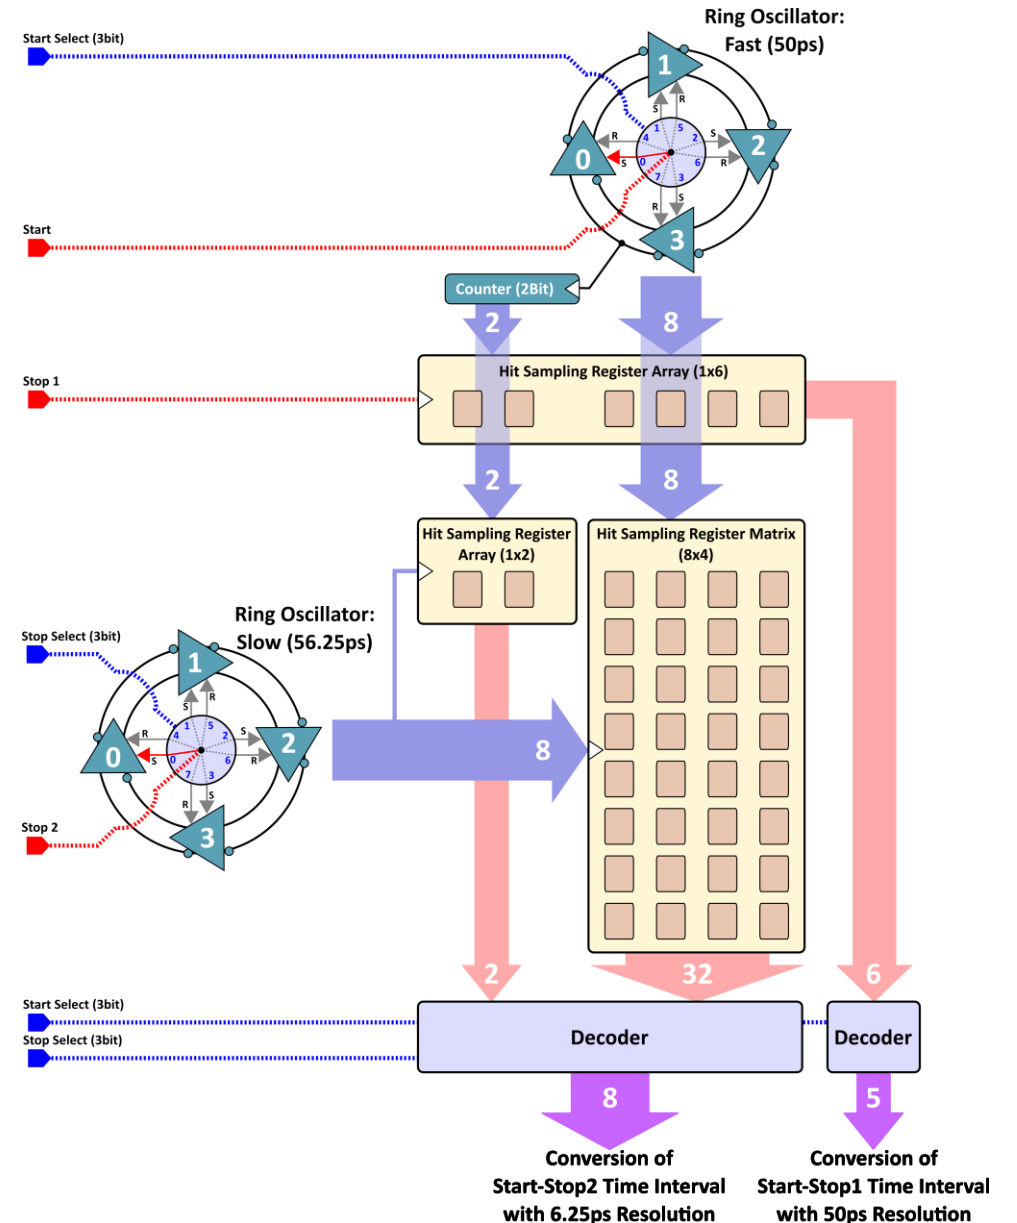 Ring Oscillator:
Fast (50ps)
Start Select (3bit)
1
S
R
1
5
4
2
0
6
7
3
R
S
S
R
0
2
R
S
3
Start
Counter (2Bit)
2
8
Hit Sampling Register Array (1x6)
Stop 1
2
8
Hit Sampling Register
Array (1x2)
Hit Sampling Register Matrix
(8x4)
Ring Oscillator:
Slow (56.25ps)
Stop Select (3bit)
1
S
R
1
5
4
2
0
6
7
3
R
S
S
R
0
2
R
S
3
8
Stop 2
2
32
6
Start Select (3bit)
Stop Select (3bit)
Decoder
Decoder
8
5
Conversion of
Start-Stop2 Time Interval
with 6.25ps Resolution
Conversion of
Start-Stop1 Time Interval
with 50ps Resolution